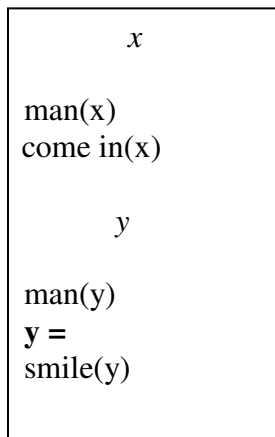 x
man(x)
come in(x)
y
man(y)
y =
smile(y)